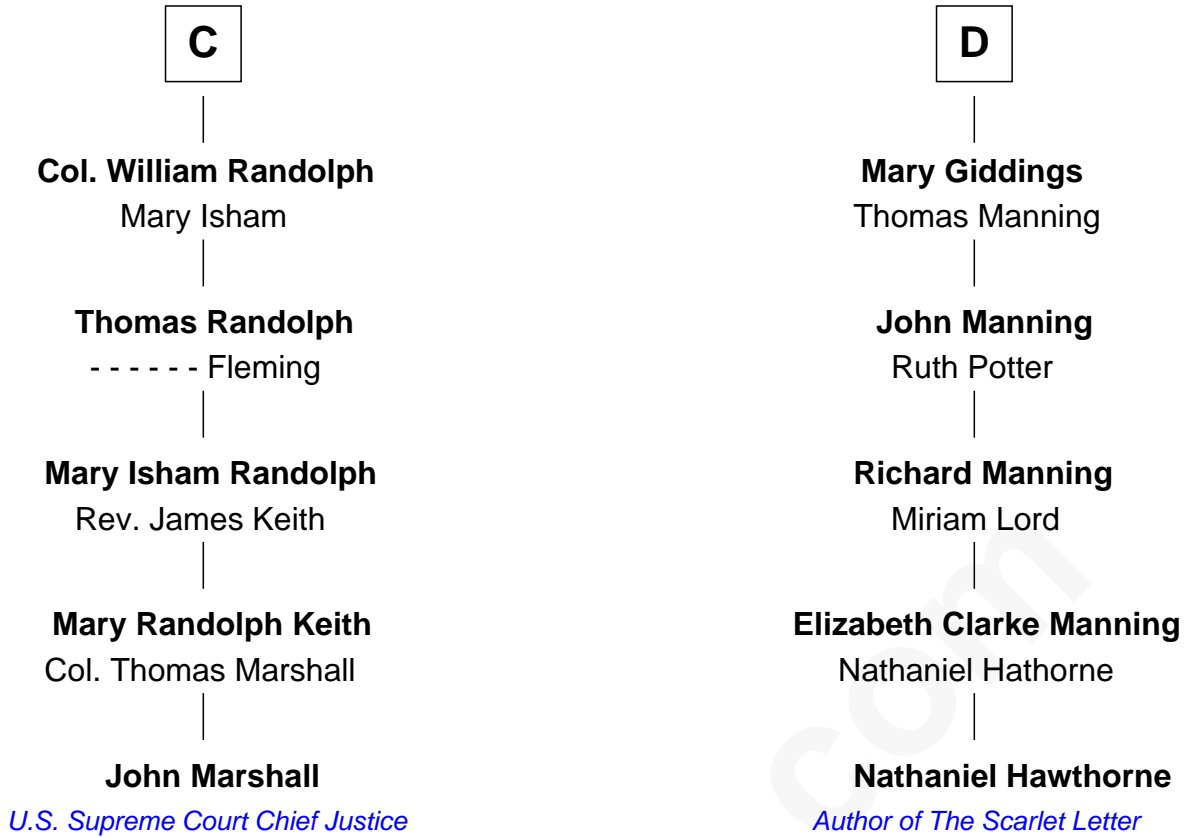 C
Col. William Randolph
Mary Isham
Thomas Randolph
- - - - - - Fleming
Mary Isham Randolph
Rev. James Keith
Mary Randolph Keith
Col. Thomas Marshall
John Marshall
U.S. Supreme Court Chief Justice
D
Mary Giddings
Thomas Manning
John Manning
Ruth Potter
Richard Manning
Miriam Lord
Elizabeth Clarke Manning
Nathaniel Hathorne
Nathaniel Hawthorne
Author of The Scarlet Letter
com